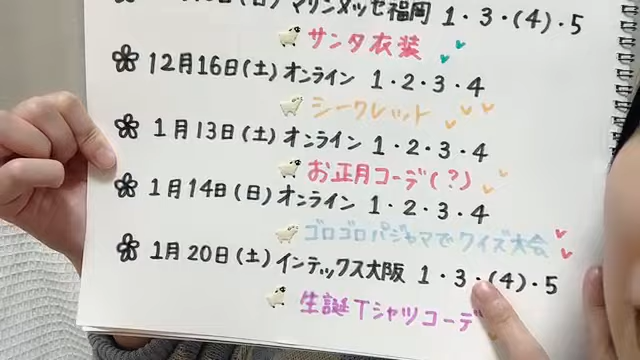 (日) マリンメッセ福岡 1・3・(4)・5
サンタ衣装
12月16日(土) オンライン 1・2・3・4
シークレット
1月13日(土) オンライン 1・2・3・4
お正月コーデ(?)
1月14日(日) オンライン 1・2・3・4
ゴロゴロパジャマでクイズ大会
1月20日(土) インテックス大阪 1・3・(4)・5
生誕Tシャツコーデ